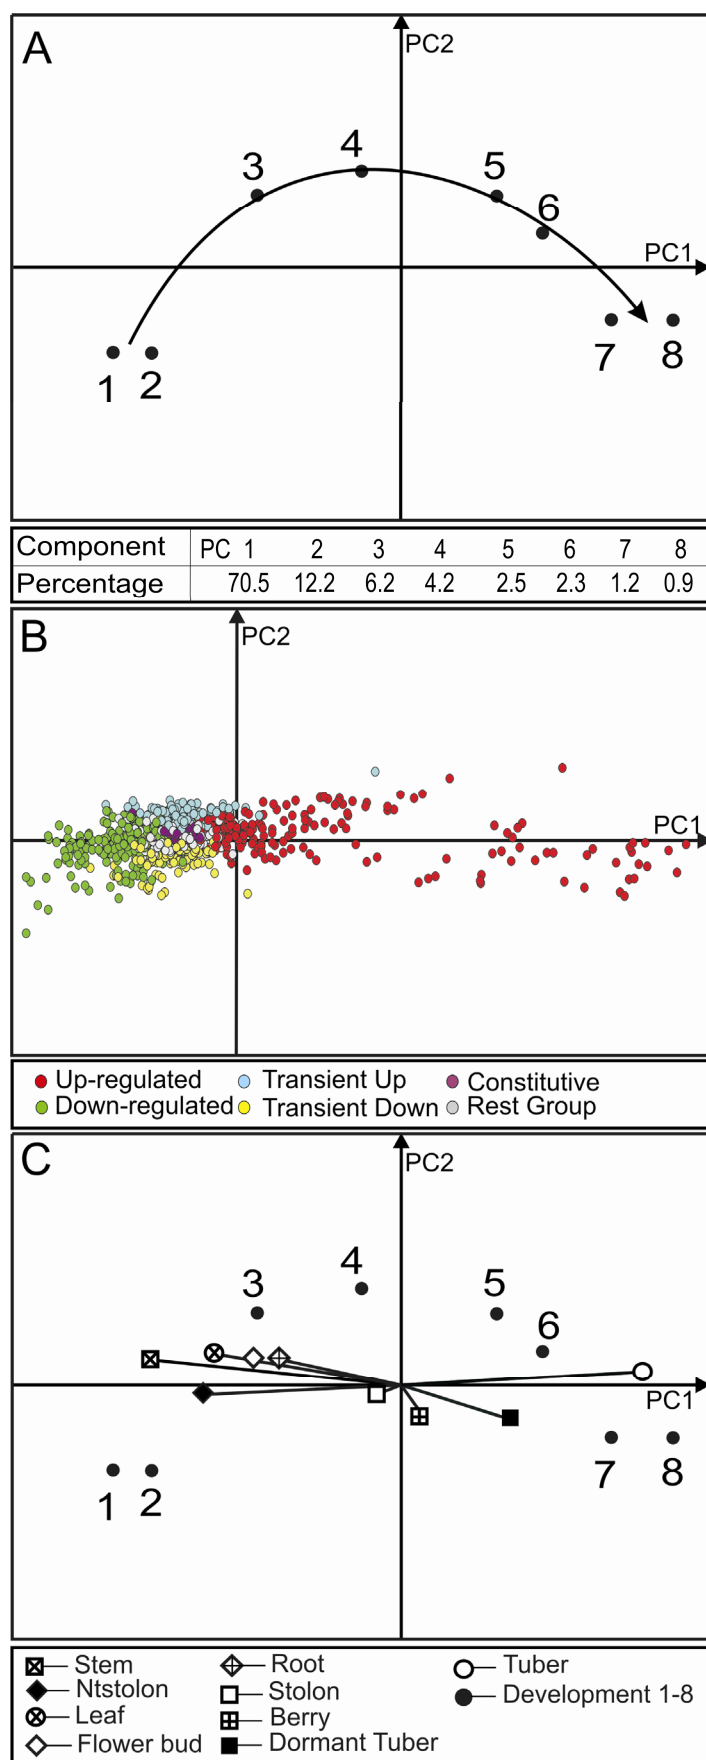 A
PC2
3
4
5
6
PC1
1
2
7
8
Component PC 1 2 3 4 5 6 7 8
Percentage 70.5 12.2 6.2 4.2 2.5 2.3 1.2 0.9
B
PC2
PC1
Up-regulated Transient Up Constitutive
Down-regulated Transient Down Rest Group
C
PC2
3
4
5
6
PC1
1
2
7
8
Stem Root Tuber
Ntstolon Stolon Development 1-8
Leaf Berry
Flower bud Dormant Tuber